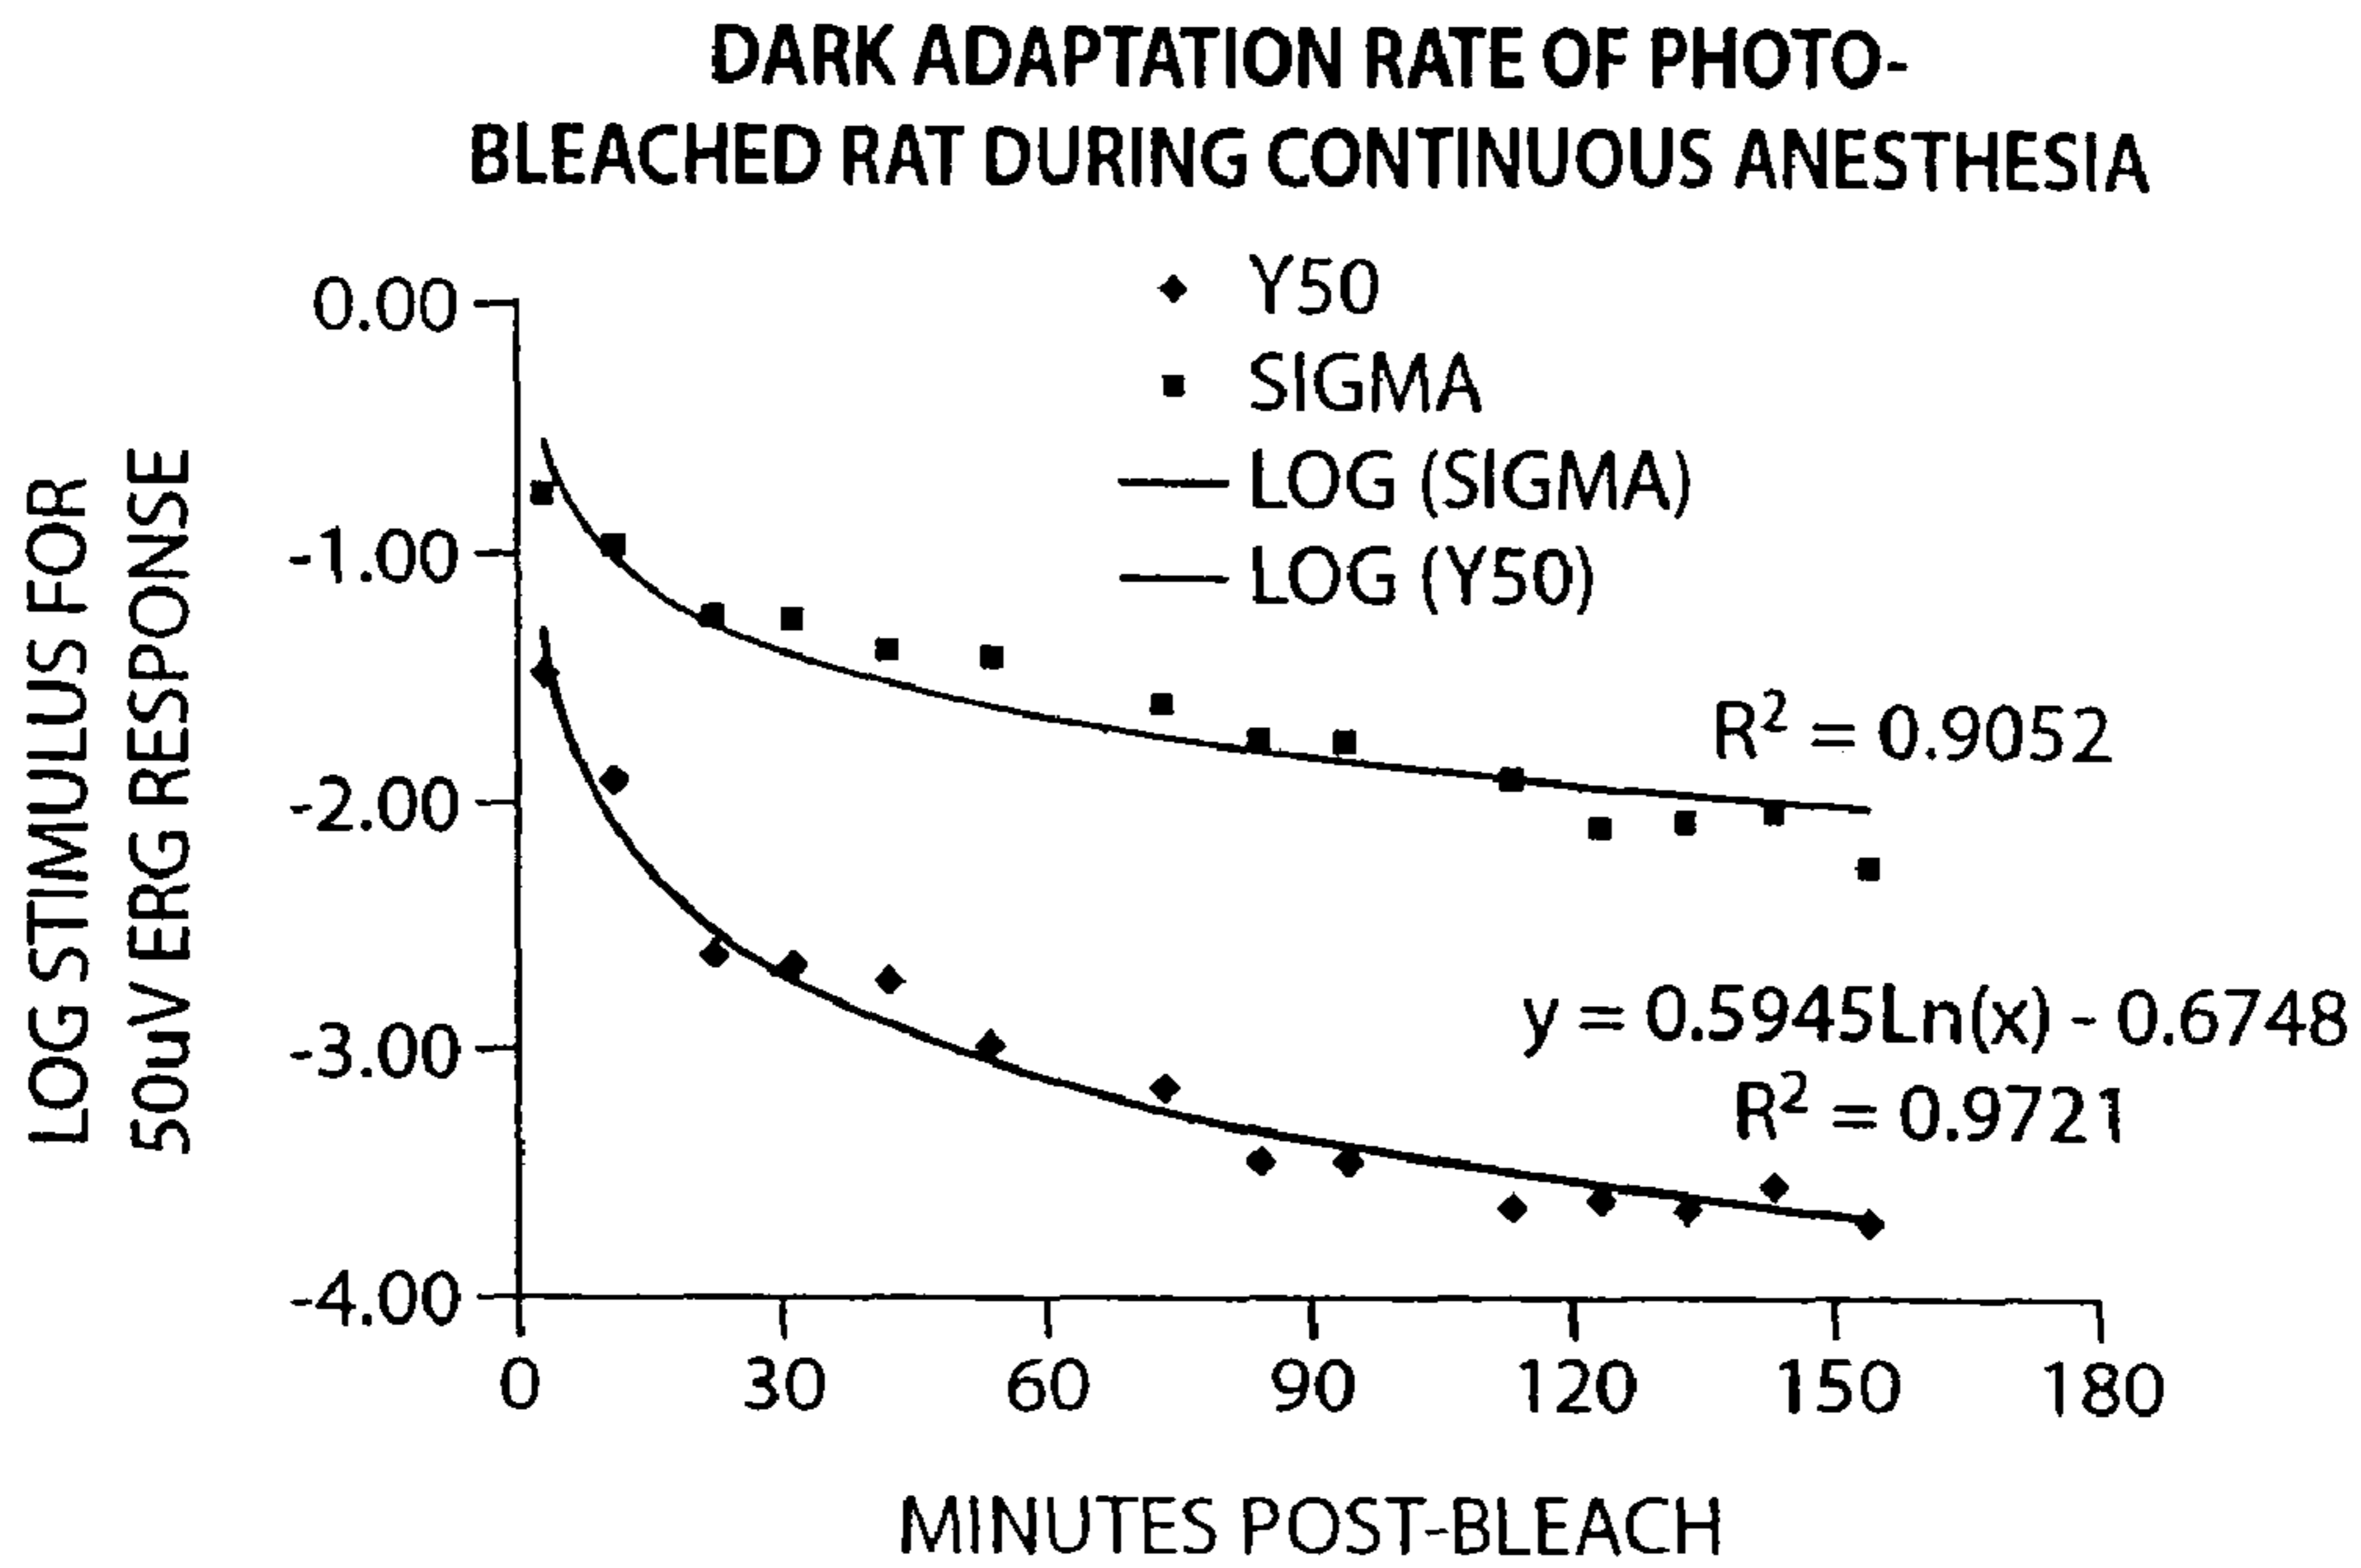 DARK ADAPTATION RATE OF PHOTO-
BLEACHED RAT DURING CONTINUOUS ANESTHESIA
Y50
SIGMA
LOG (SIGMA)
LOG (Y50)
LOG STIMULUS FOR
50uV ERG RESPONSE
0.00
-1.00
-2.00
-3.00
-4.00
R² = 0.9052
y = 0.5945Ln(x) - 0.6748
R² = 0.9721
0 30 60 90 120 150 180
MINUTES POST-BLEACH